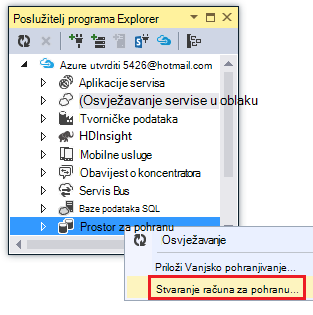 Poslužitelj programa Explorer
Azure utvrditi 5426@hotmail.com
Aplikacije servisa
(Osvježavanje servise u oblaku
Tvorničke podataka
HDInsight
Mobilne usluge
Obavijest o koncentratora
Servis Bus
Baze podataka SQL
Prostor za pohranu
Osvježavanje
Priloži Vanjsko pohranjivanje...
Stvaranje računa za pohranu...